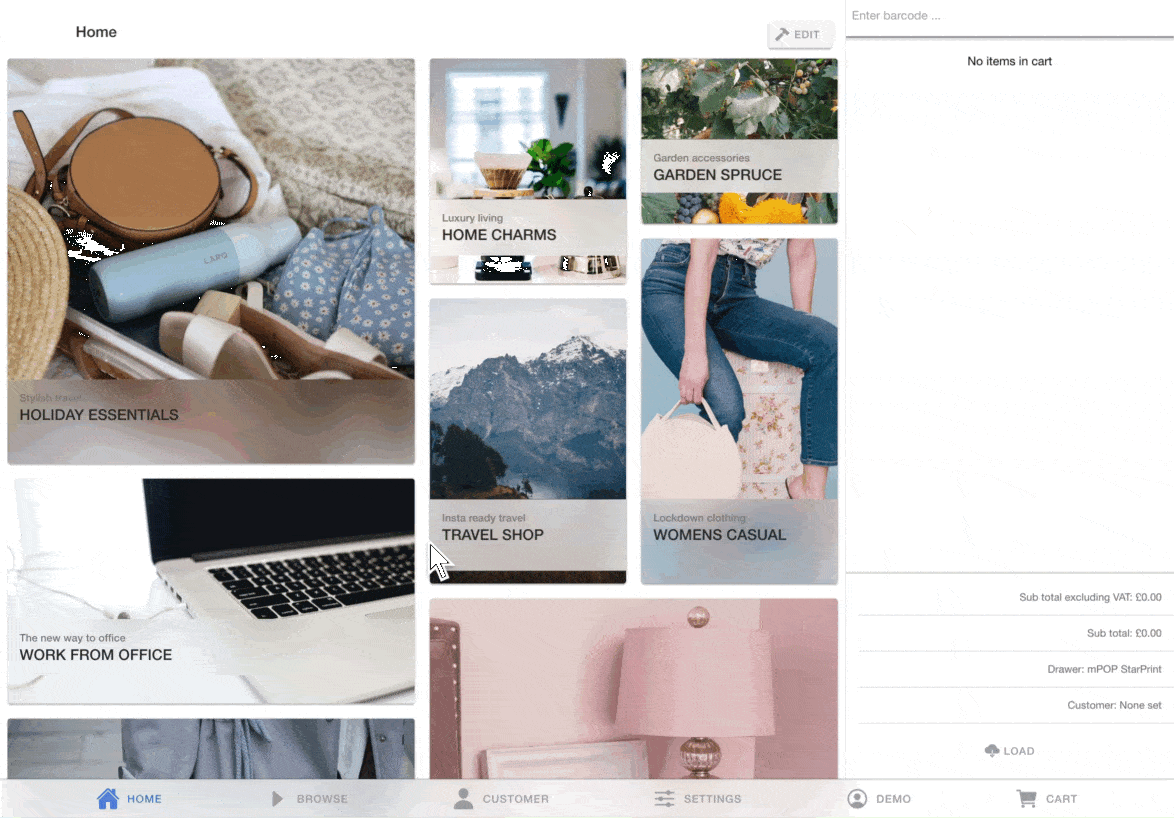 Home
EDIT
Enter barcode ...
No items in cart
LARQ
Stylish travel
HOLIDAY ESSENTIALS
Luxury living
HOME CHARMS
Garden accessories
GARDEN SPRUCE
Insta ready travel
TRAVEL SHOP
Lockdown clothing
WOMENS CASUAL
The new way to office
WORK FROM OFFICE
Sub total excluding VAT: £0.00
Sub total: £0.00
Drawer: mPOP StarPrint
Customer: None set
LOAD
HOME
BROWSE
CUSTOMER
SETTINGS
DEMO
CART